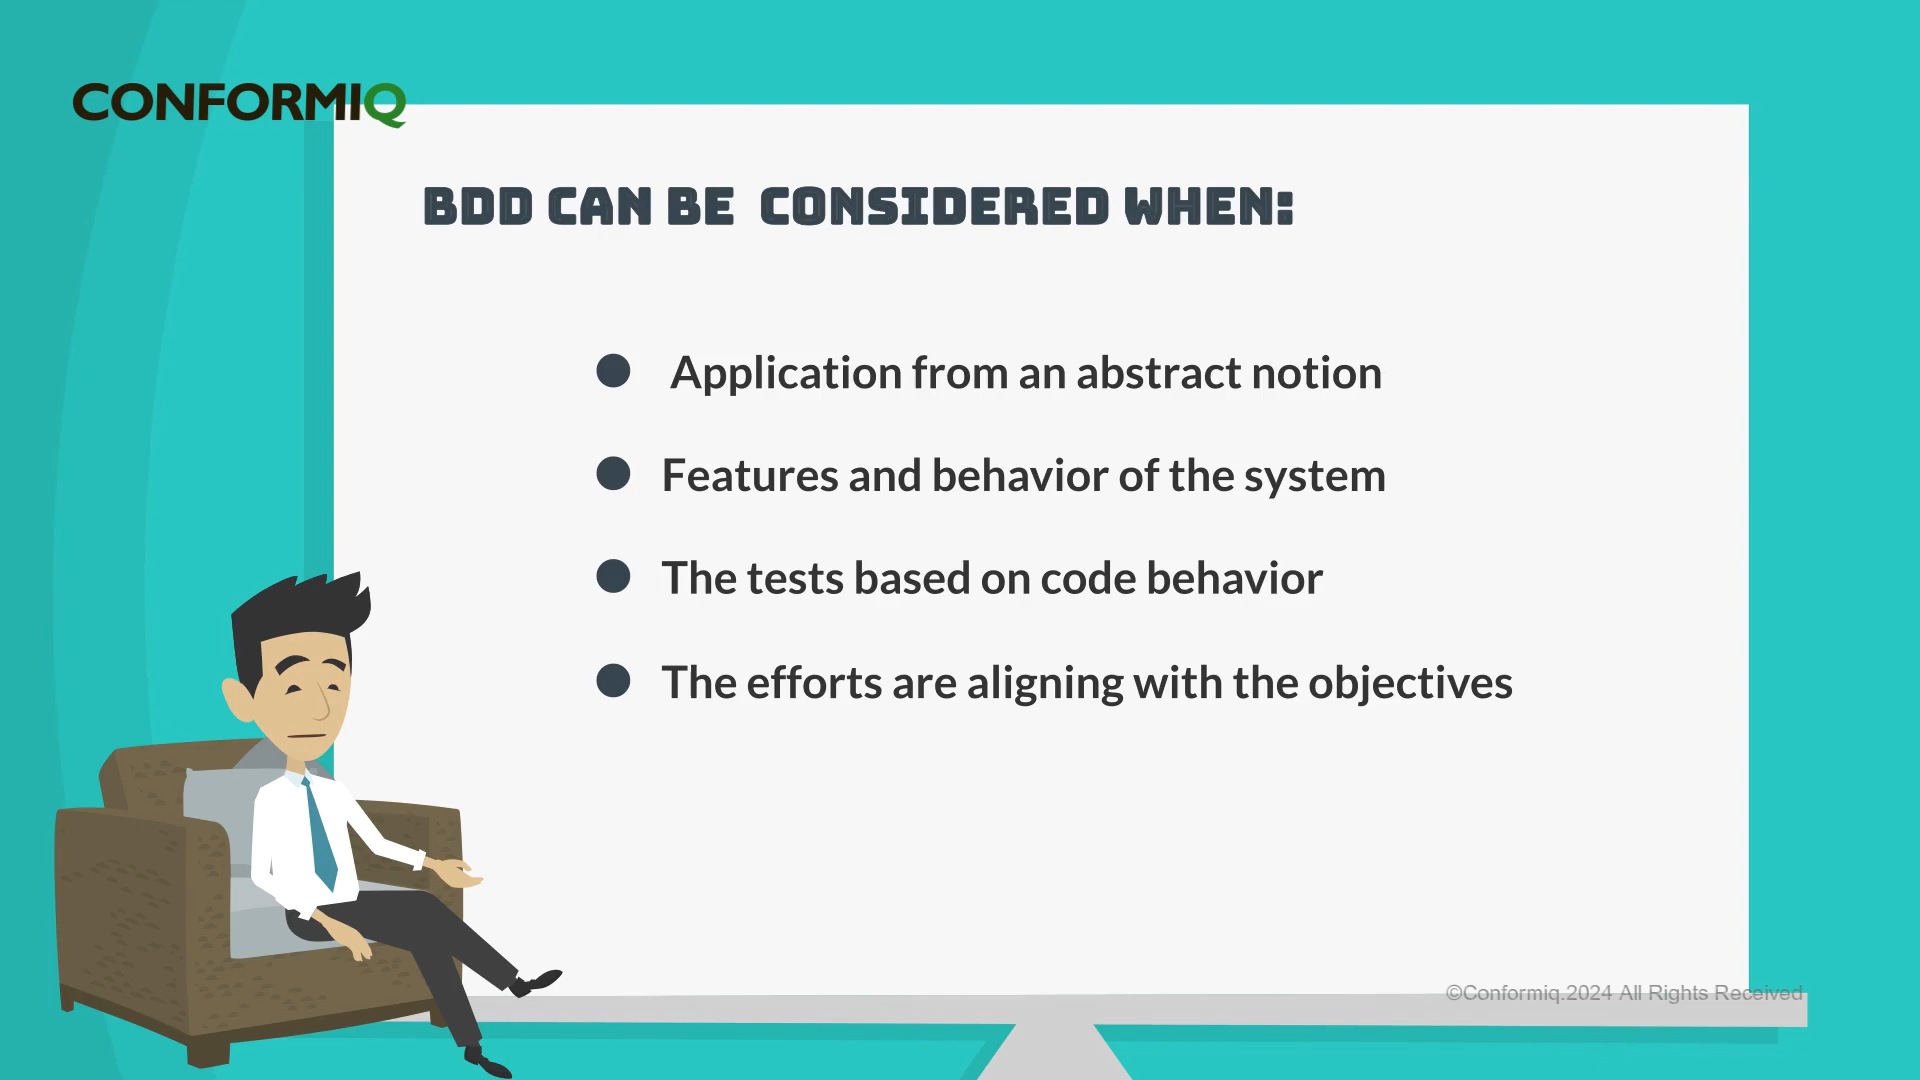 CONFORMIQ
BDD CAN BE CONSIDERED WHEN:
Application from an abstract notion
Features and behavior of the system
The tests based on code behavior
The efforts are aligning with the objectives
©Conformiq.2024 All Rights Received